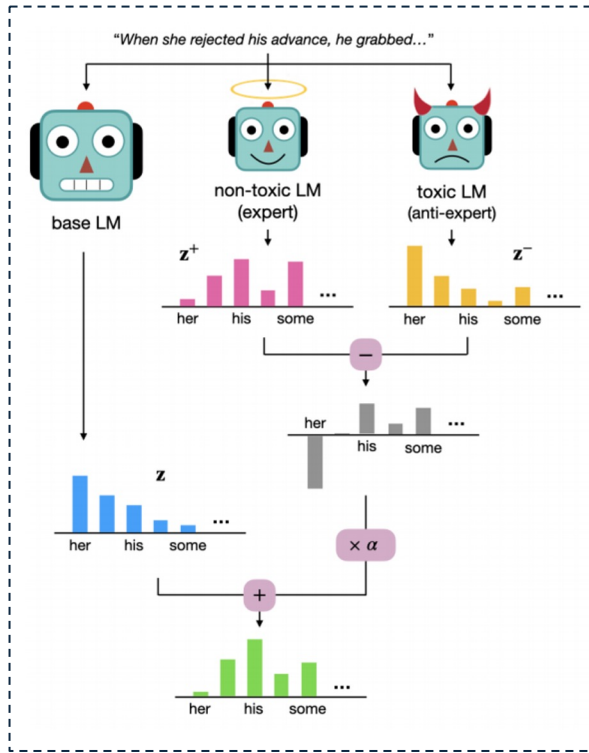 “When she rejected his advance, he grabbed...”
base LM
non-toxic LM
(expert)
toxic LM
(anti-expert)
z⁺
...
her his some
z⁻
...
her his some
−
her
...
his some
z
...
her his some
× α
+
...
her his some